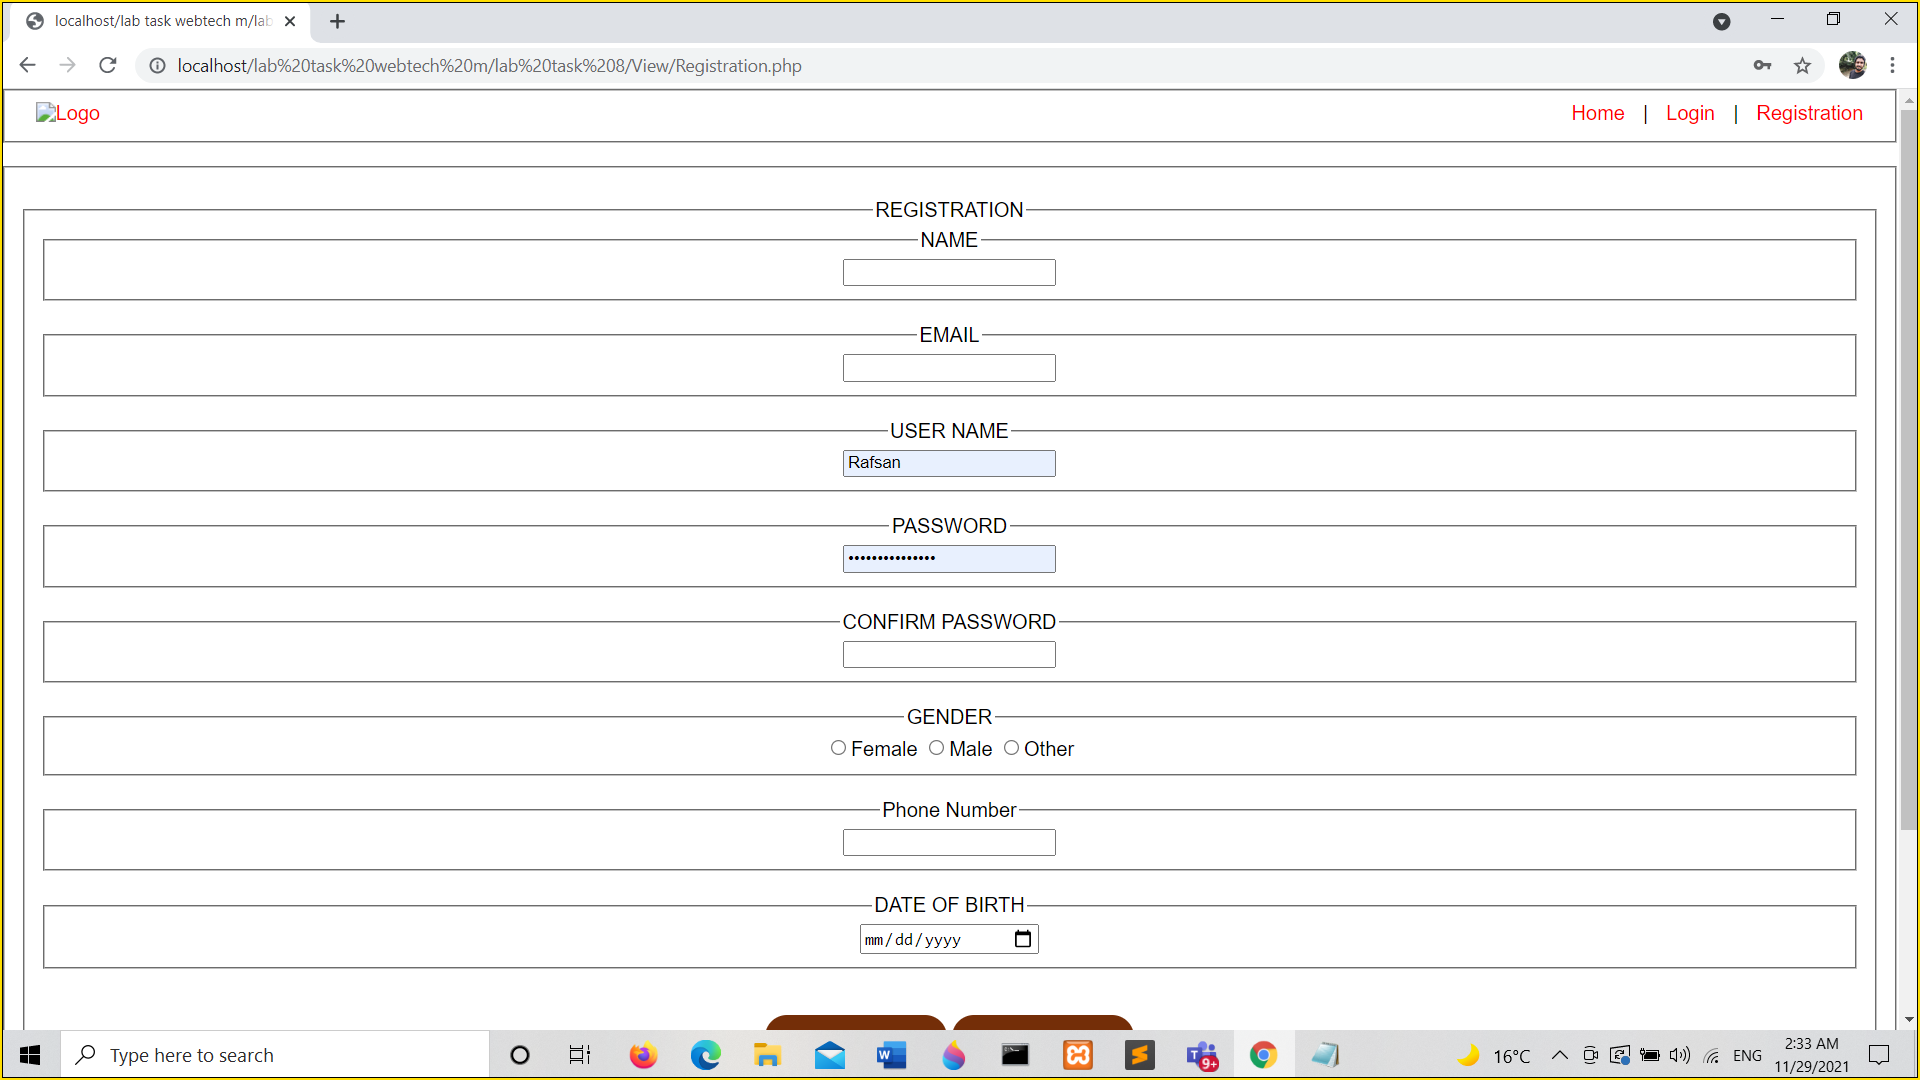 localhost/lab task webtech m/lab
localhost/lab%20task%20webtech%20m/lab%20task%208/View/Registration.php
Logo
Home | Login | Registration
REGISTRATION
NAME
EMAIL
USER NAME
Rafsan
PASSWORD
•••••••••••••••
CONFIRM PASSWORD
GENDER
Female Male Other
Phone Number
DATE OF BIRTH
mm/dd/yyyy
Type here to search
9+
16°C
ENG
2:33 AM
11/29/2021